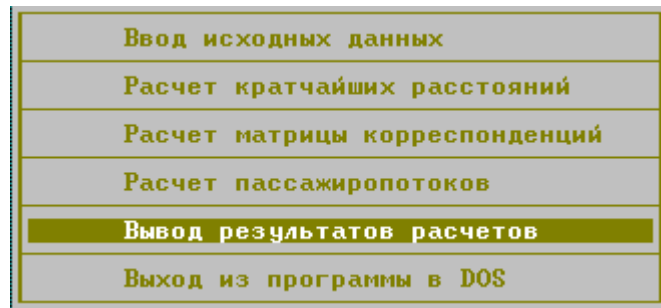 Ввод исходных данных
Расчет кратчайших расстояний
Расчет матрицы корреспонденций
Расчет пассажиропотоков
Вывод результатов расчетов
Выход из программы в DOS